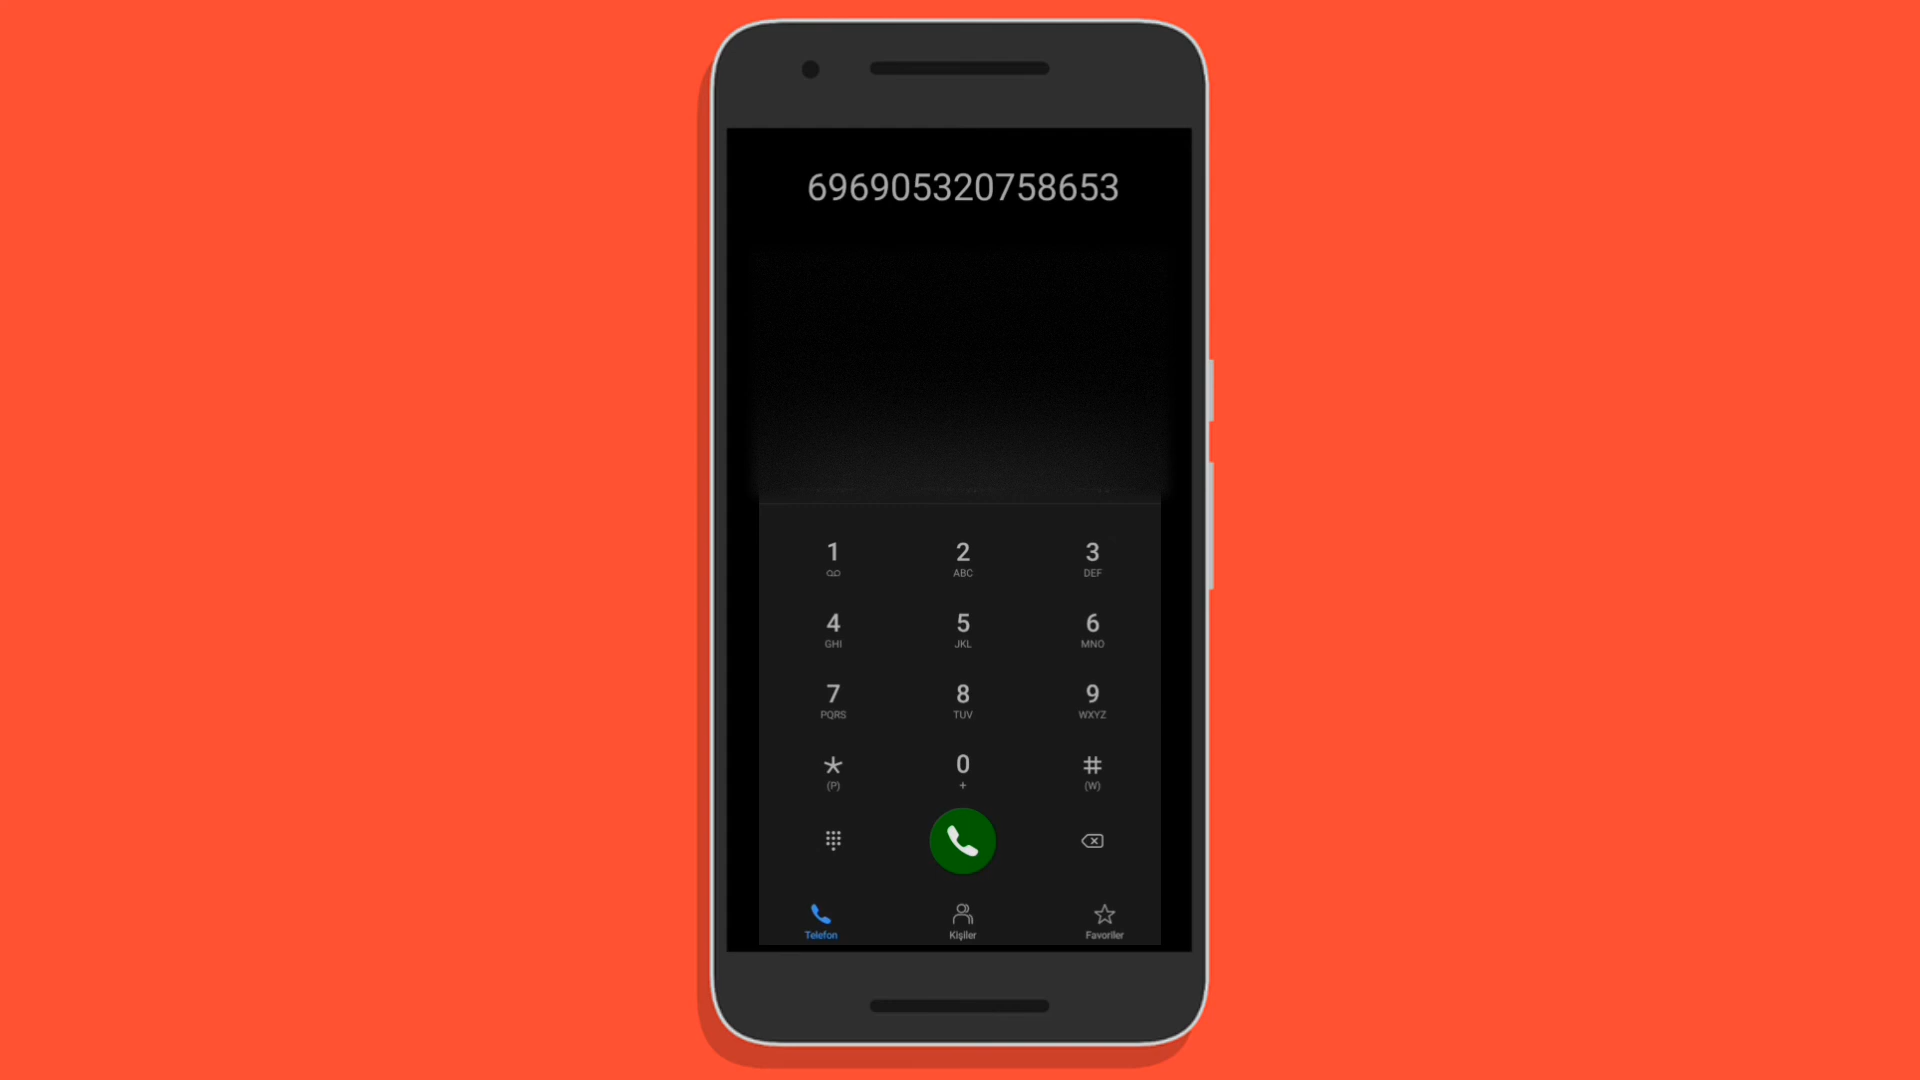 696905320758653
1 2 3
ABC DEF
4 5 6
GHI JKL MNO
7 8 9
PQRS TUV WXYZ
* 0 #
(P) + (W)
Telefon Kişiler Favoriler